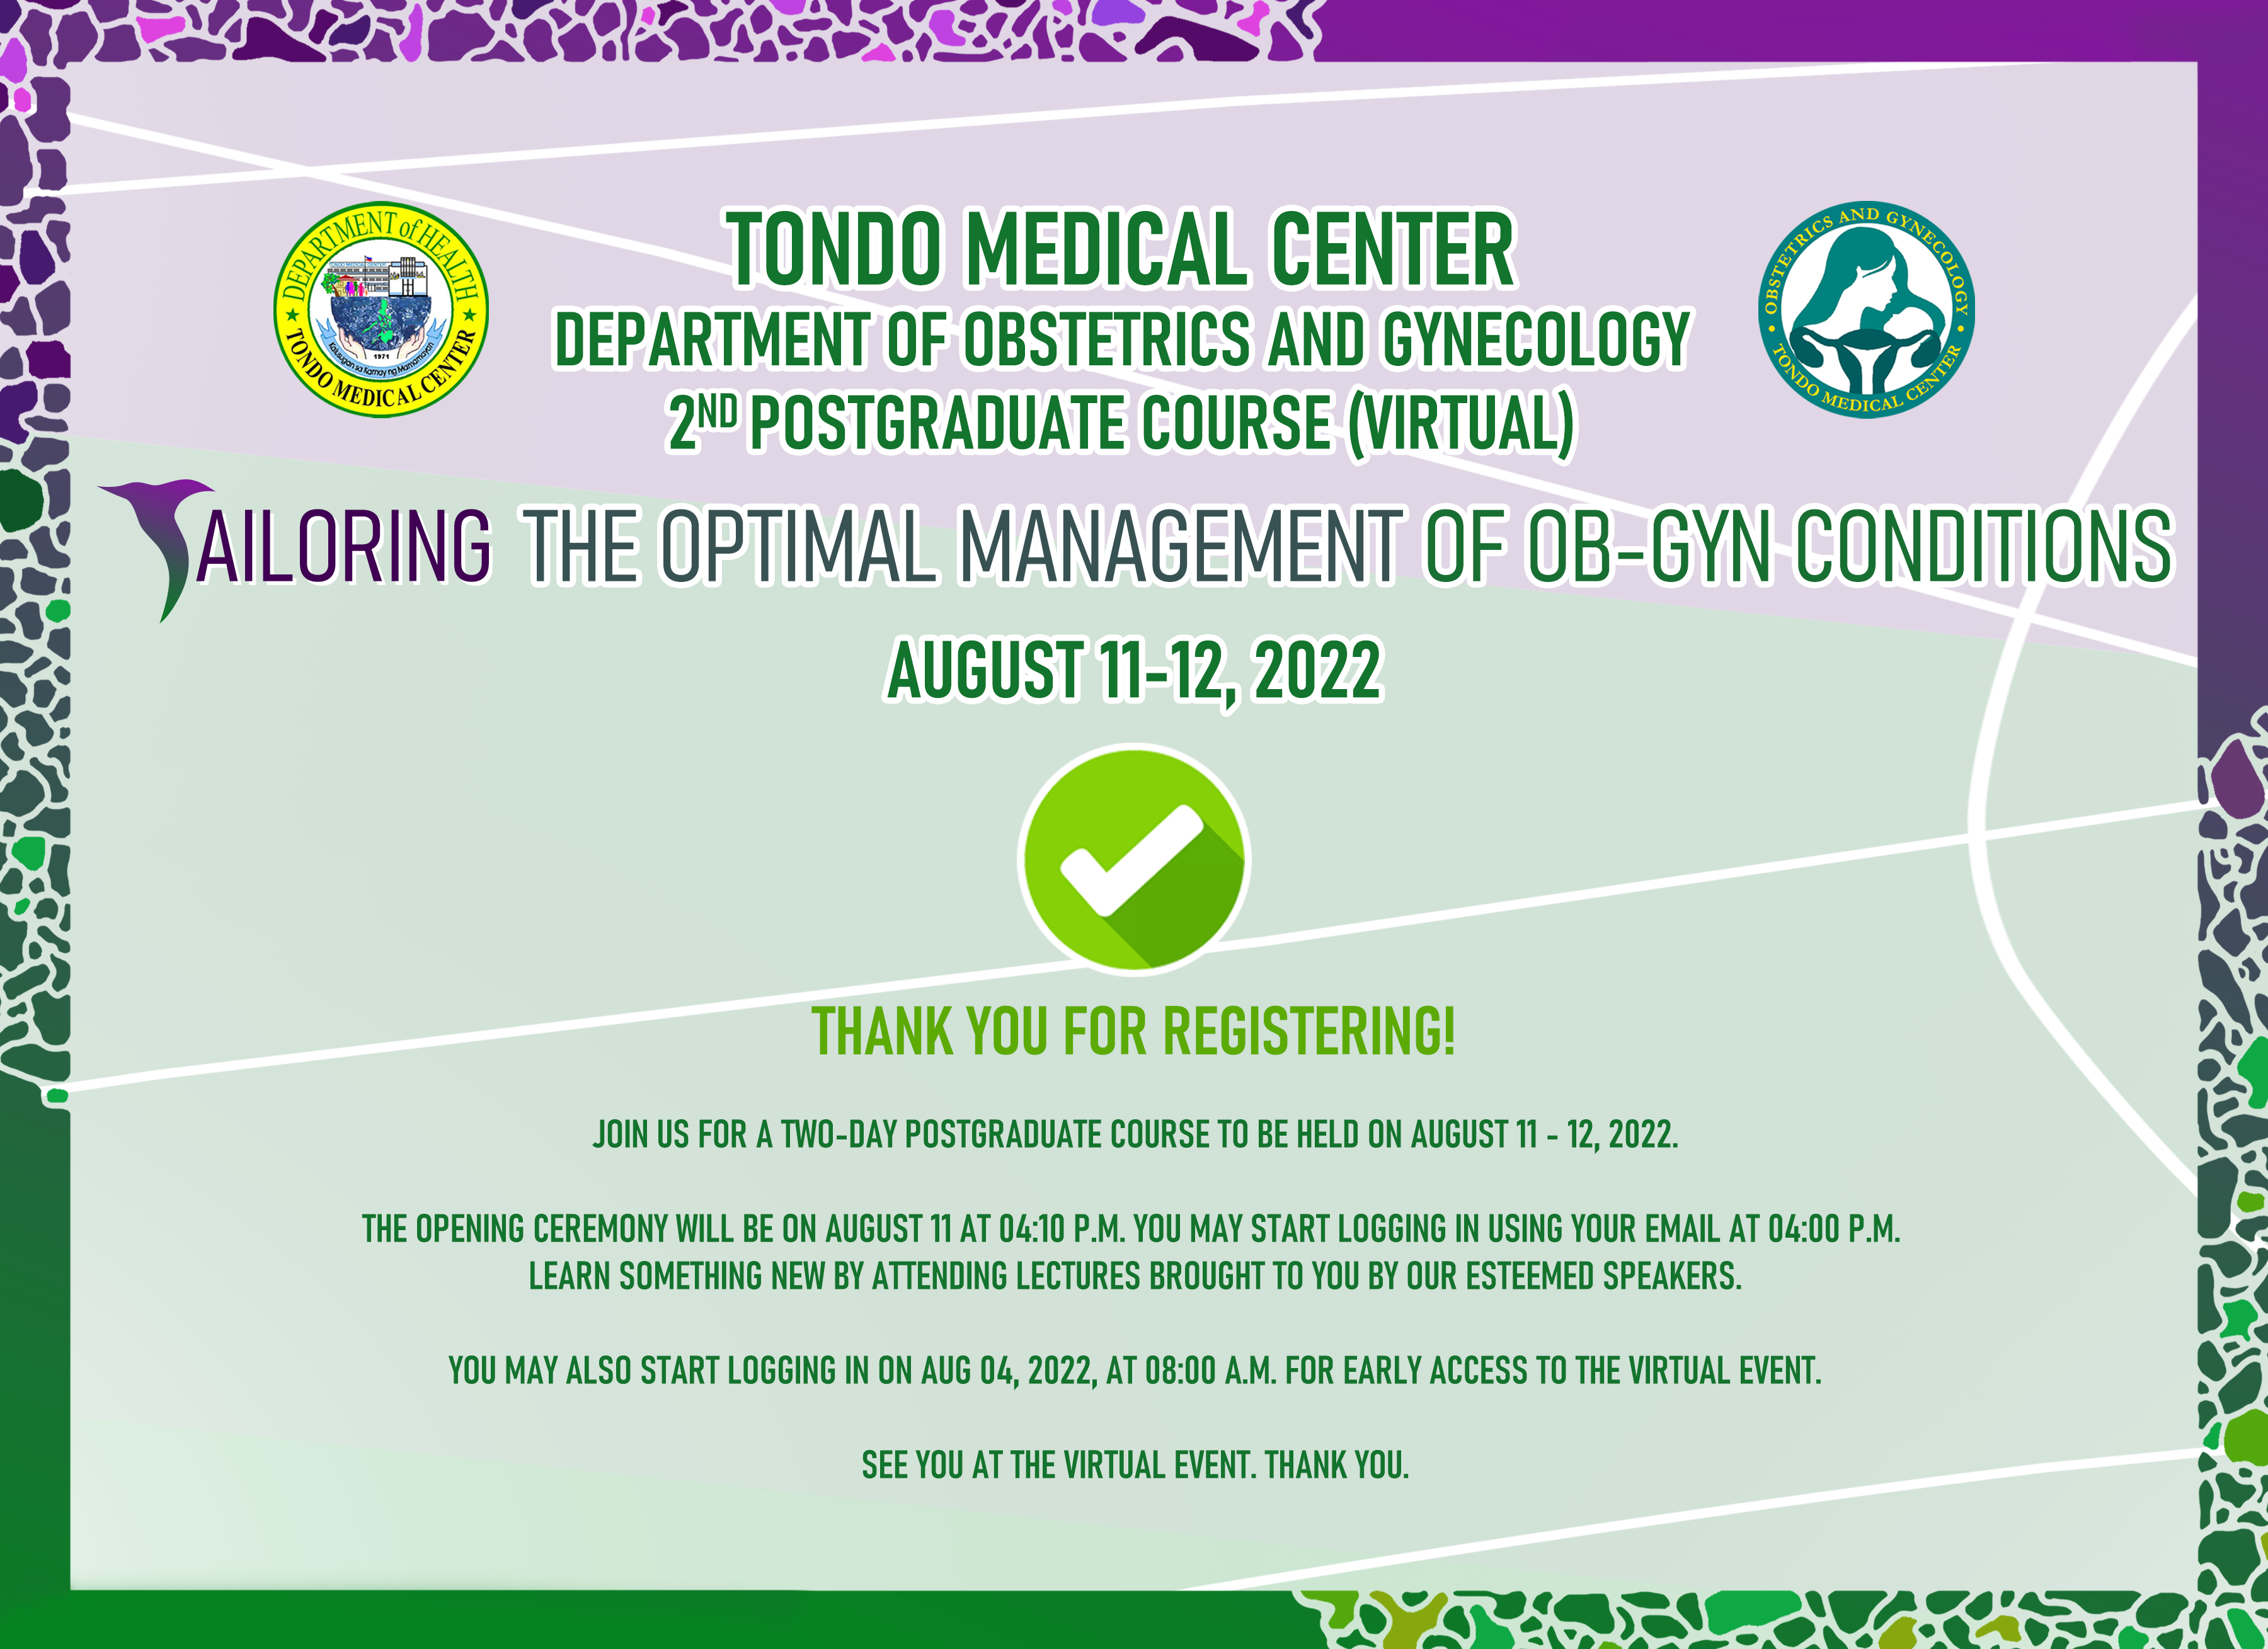 DEPARTMENT of HEALTH
TONDO MEDICAL CENTER
1971
Kalusugan sa Kamay ng Mamamayan
TONDO MEDICAL CENTER
DEPARTMENT OF OBSTETRICS AND GYNECOLOGY
2ND POSTGRADUATE COURSE (VIRTUAL)
OBSTETRICS AND GYNECOLOGY
TONDO MEDICAL CENTER
TAILORING THE OPTIMAL MANAGEMENT OF OB-GYN CONDITIONS
AUGUST 11-12, 2022
THANK YOU FOR REGISTERING!
JOIN US FOR A TWO-DAY POSTGRADUATE COURSE TO BE HELD ON AUGUST 11 - 12, 2022.
THE OPENING CEREMONY WILL BE ON AUGUST 11 AT 04:10 P.M. YOU MAY START LOGGING IN USING YOUR EMAIL AT 04:00 P.M.
LEARN SOMETHING NEW BY ATTENDING LECTURES BROUGHT TO YOU BY OUR ESTEEMED SPEAKERS.
YOU MAY ALSO START LOGGING IN ON AUG 04, 2022, AT 08:00 A.M. FOR EARLY ACCESS TO THE VIRTUAL EVENT.
SEE YOU AT THE VIRTUAL EVENT. THANK YOU.